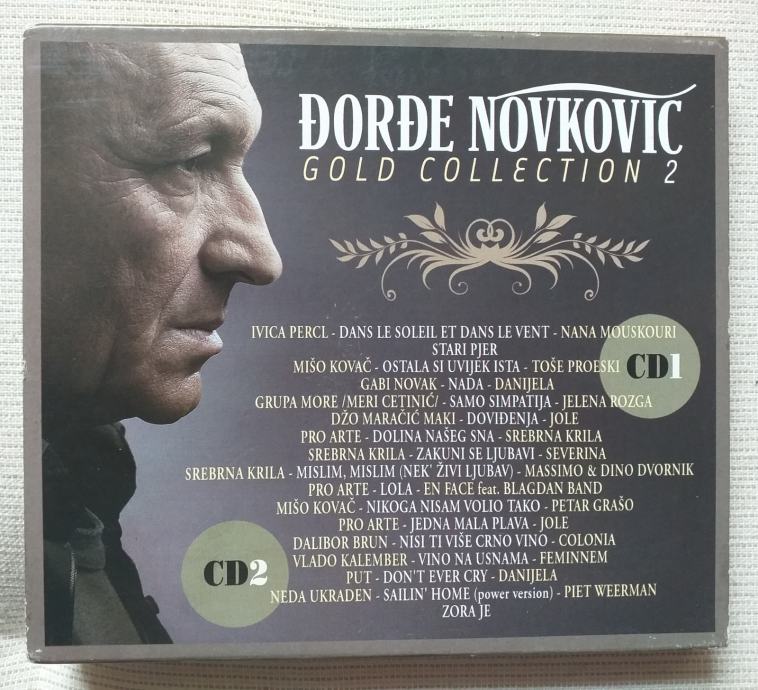 ĐORĐE NOVKOVIĆ
GOLD COLLECTION 2
IVICA PERCL - DANS LE SOLEIL ET DANS LE VENT - NANA MOUSKOURI
STARI PJER
MIŠO KOVAČ - OSTALA SI UVIJEK ISTA - TOŠE PROESKI
CD1
GABI NOVAK - NADA - DANIJELA
GRUPA MORE /MERI CETINIĆ/ - SAMO SIMPATIJA - JELENA ROZGA
DŽO MARAČIĆ MAKI - DOVIĐENJA - JOLE
PRO ARTE - DOLINA NAŠEG SNA - SREBRNA KRILA
SREBRNA KRILA - ZAKUNI SE LJUBAVI - SEVERINA
SREBRNA KRILA - MISLIM, MISLIM (NEK' ŽIVI LJUBAV) - MASSIMO & DINO DVORNIK
PRO ARTE - LOLA - EN FACE feat. BLAGDAN BAND
MIŠO KOVAČ - NIKOGA NISAM VOLIO TAKO - PETAR GRAŠO
PRO ARTE - JEDNA MALA PLAVA - JOLE
DALIBOR BRUN - NISI TI VIŠE CRNO VINO - COLONIA
VLADO KALEMBER - VINO NA USNAMA - FEMINNEM
CD2
PUT - DON'T EVER CRY - DANIJELA
NEDA UKRADEN - SAILIN' HOME (power version) - PIET WEERMAN
ZORA JE